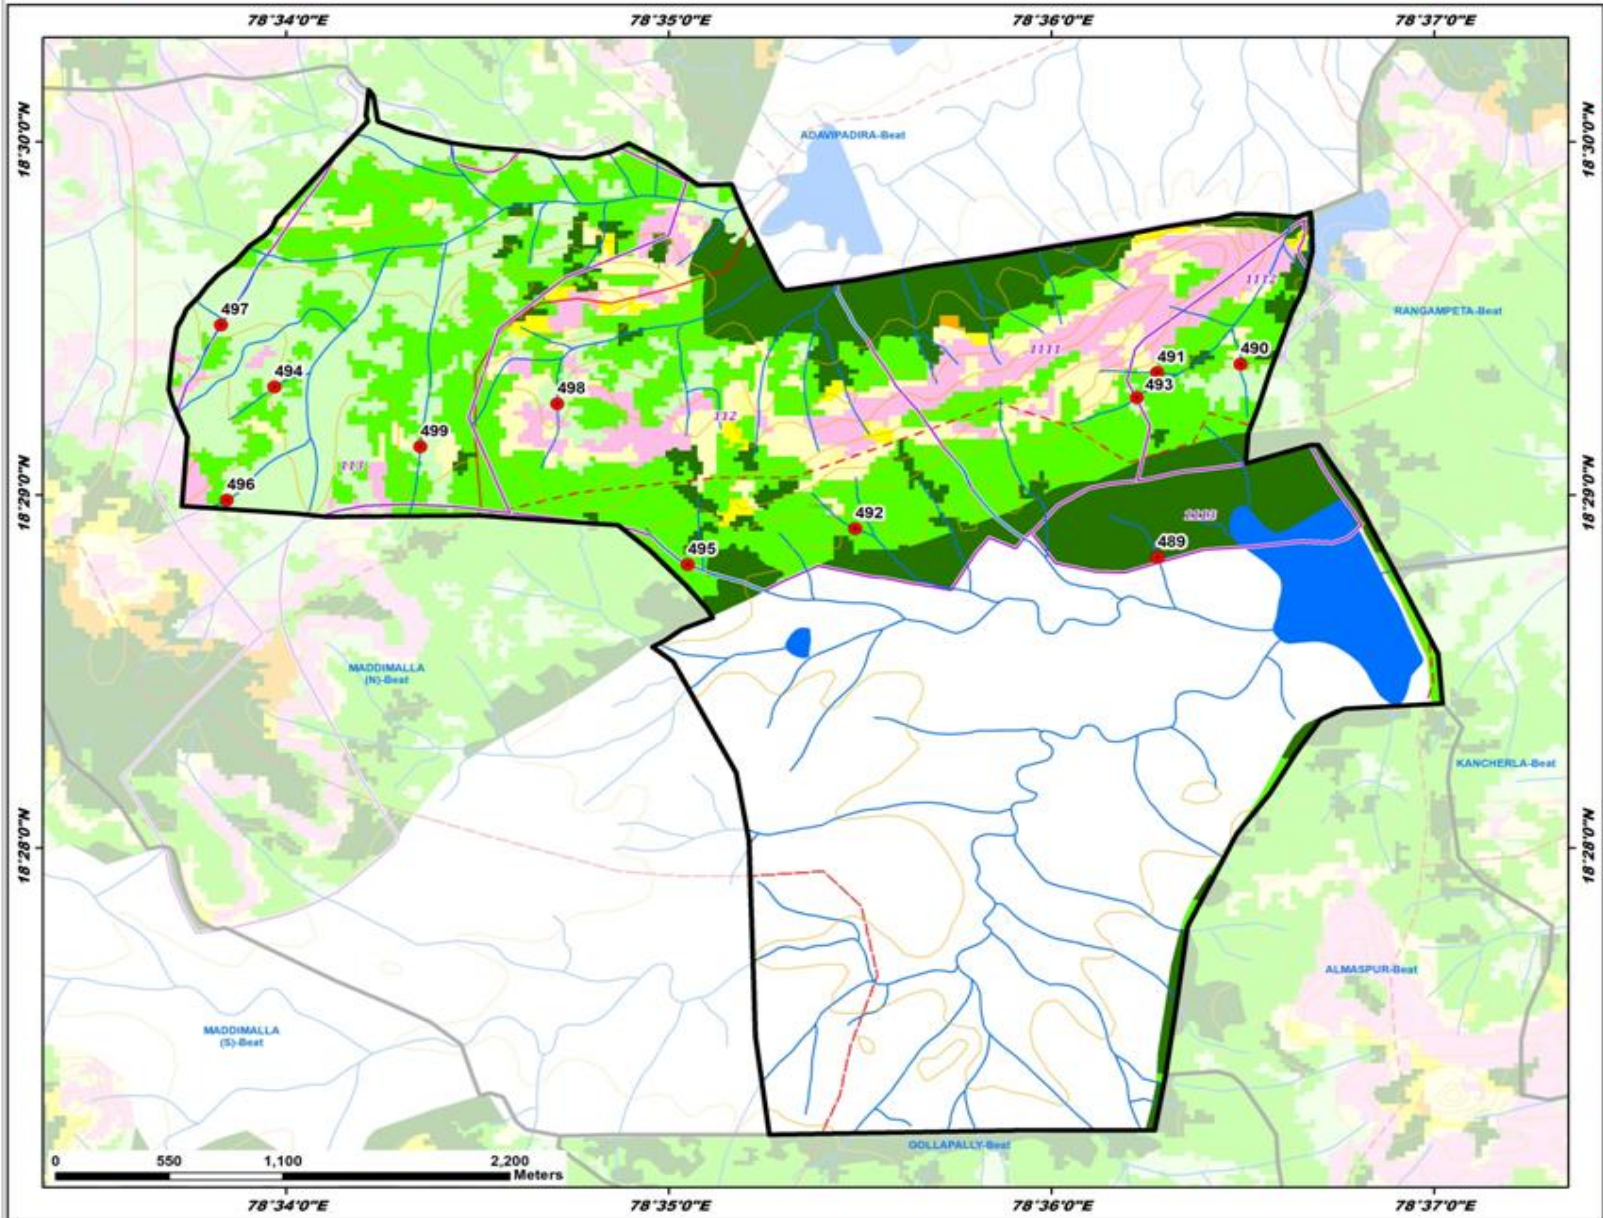 78°34'0"E 78°35'0"E 78°36'0"E 78°37'0"E
18°30'0"N
18°30'0"N
ADAVIPADIRA-Beat
1112
RANGAMPETA-Beat
497
1111
490
491
494
493
498
112
499
113
496
18°29'0"N
18°29'0"N
492
1113
489
495
MADDIMALLA
(N)-Beat
KANCHERLA-Beat
18°28'0"N
18°28'0"N
ALMASPUR-Beat
MADDIMALLA
(S)-Beat
GOLLAPALLY-Beat
0 550 1,100 2,200
Meters
78°34'0"E 78°35'0"E 78°36'0"E 78°37'0"E